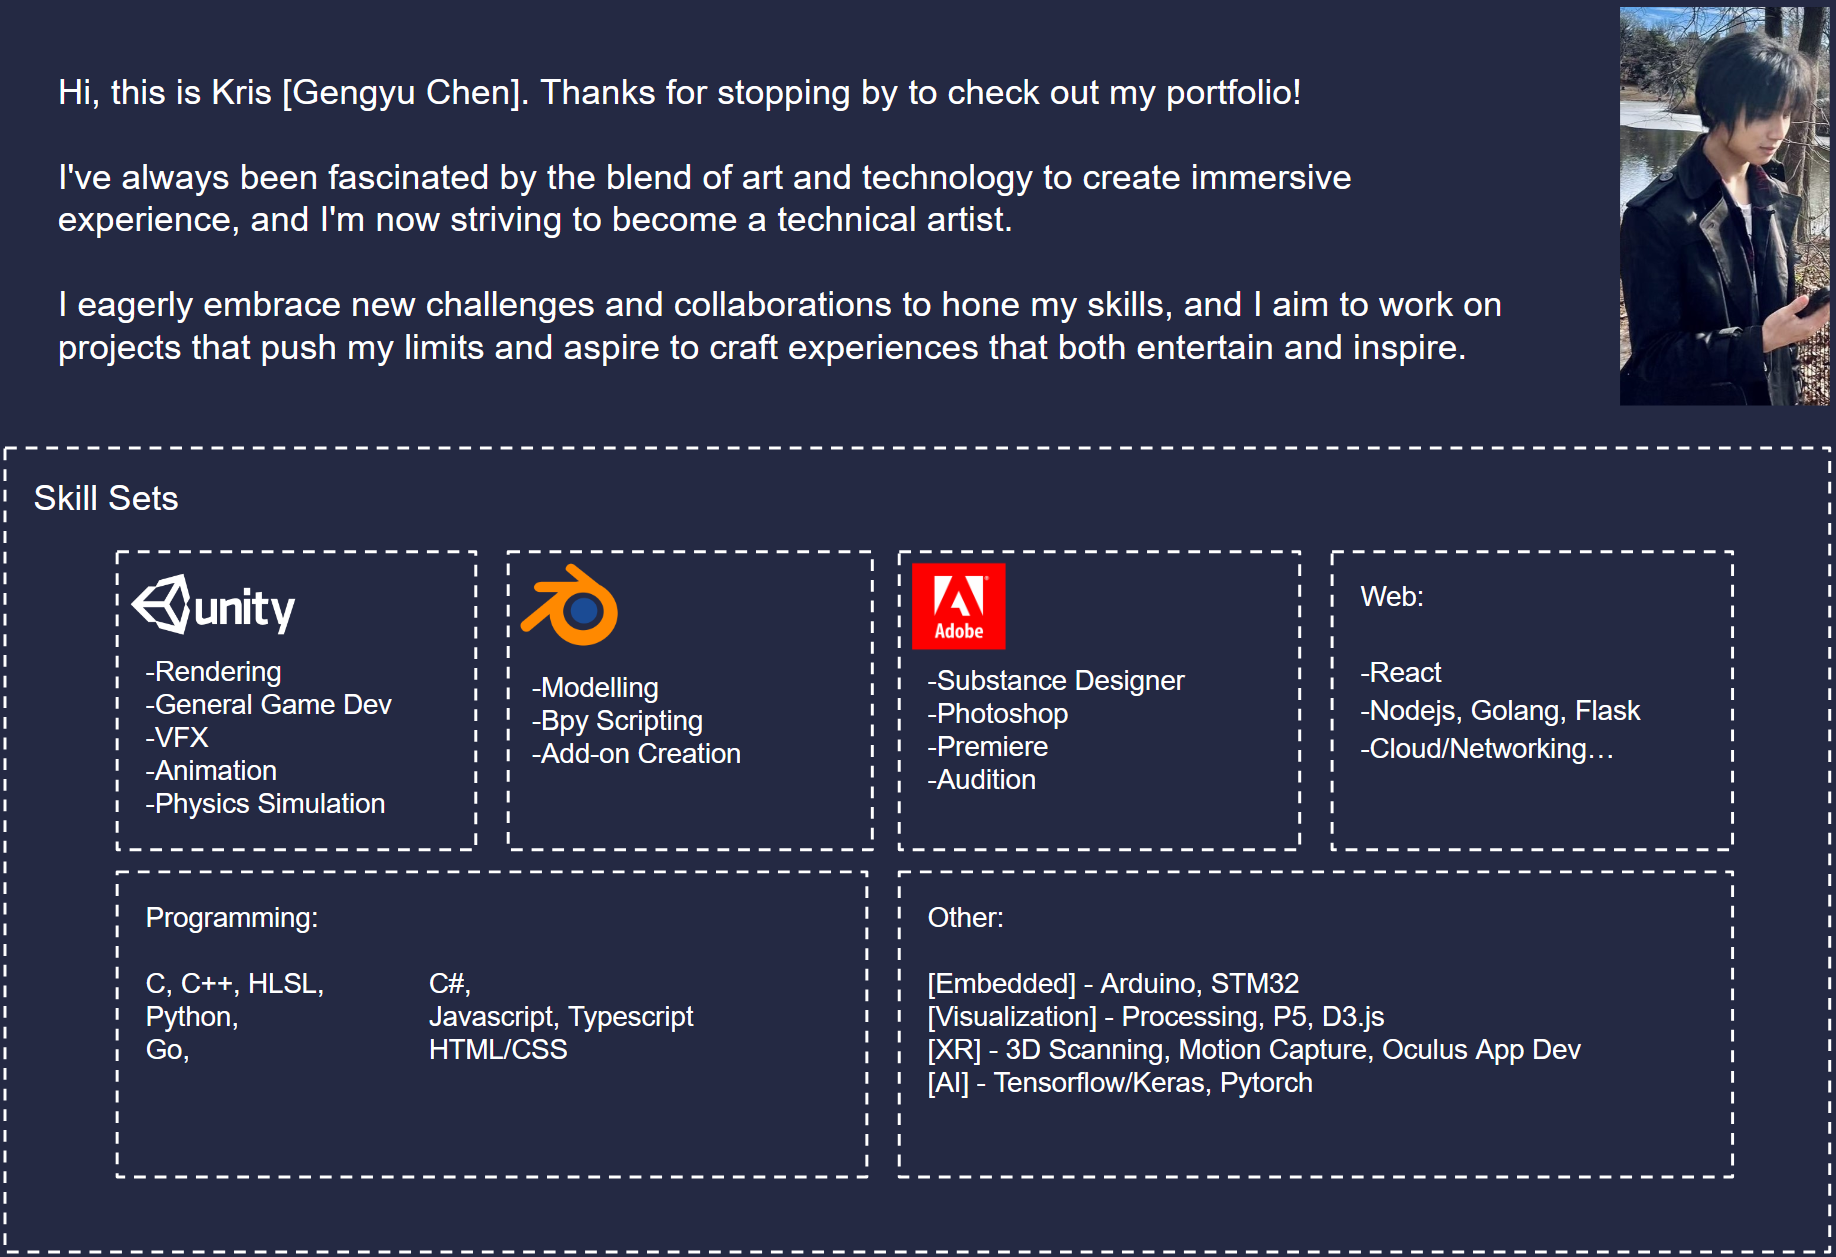 Hi, this is Kris [Gengyu Chen]. Thanks for stopping by to check out my portfolio!
I've always been fascinated by the blend of art and technology to create immersive
experience, and I'm now striving to become a technical artist.
I eagerly embrace new challenges and collaborations to hone my skills, and I aim to work on
projects that push my limits and aspire to craft experiences that both entertain and inspire.
Skill Sets
unity
-Rendering
-General Game Dev
-VFX
-Animation
-Physics Simulation
-Modelling
-Bpy Scripting
-Add-on Creation
Adobe
-Substance Designer
-Photoshop
-Premiere
-Audition
Web:
-React
-Nodejs, Golang, Flask
-Cloud/Networking…
Programming:
C, C++, HLSL,
Python,
Go,
C#,
Javascript, Typescript
HTML/CSS
Other:
[Embedded] - Arduino, STM32
[Visualization] - Processing, P5, D3.js
[XR] - 3D Scanning, Motion Capture, Oculus App Dev
[AI] - Tensorflow/Keras, Pytorch